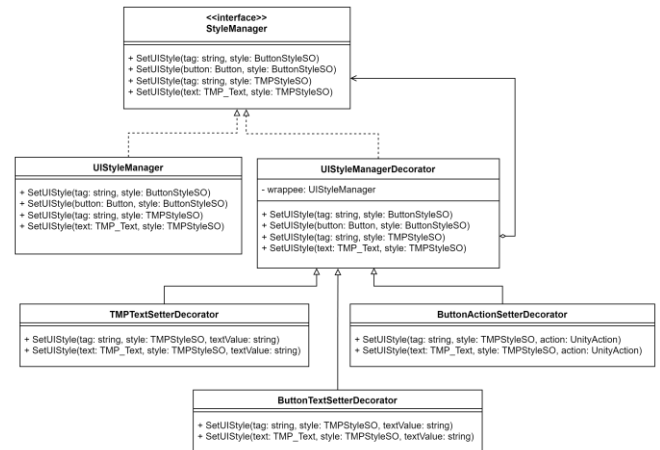 <<interface>>
StyleManager
+ SetUIStyle(tag: string, style: ButtonStyleSO)
+ SetUIStyle(button: Button, style: ButtonStyleSO)
+ SetUIStyle(tag: string, style: TMPStyleSO)
+ SetUIStyle(text: TMP_Text, style: TMPStyleSO)
UIStyleManager
+ SetUIStyle(tag: string, style: ButtonStyleSO)
+ SetUIStyle(button: Button, style: ButtonStyleSO)
+ SetUIStyle(tag: string, style: TMPStyleSO)
+ SetUIStyle(text: TMP_Text, style: TMPStyleSO)
UIStyleManagerDecorator
- wrappee: UIStyleManager
+ SetUIStyle(tag: string, style: ButtonStyleSO)
+ SetUIStyle(button: Button, style: ButtonStyleSO)
+ SetUIStyle(tag: string, style: TMPStyleSO)
+ SetUIStyle(text: TMP_Text, style: TMPStyleSO)
TMPTextSetterDecorator
+ SetUIStyle(tag: string, style: TMPStyleSO, textValue: string)
+ SetUIStyle(text: TMP_Text, style: TMPStyleSO, textValue: string)
ButtonActionSetterDecorator
+ SetUIStyle(tag: string, style: TMPStyleSO, action: UnityAction)
+ SetUIStyle(text: TMP_Text, style: TMPStyleSO, action: UnityAction)
ButtonTextSetterDecorator
+ SetUIStyle(tag: string, style: TMPStyleSO, textValue: string)
+ SetUIStyle(text: TMP_Text, style: TMPStyleSO, textValue: string)